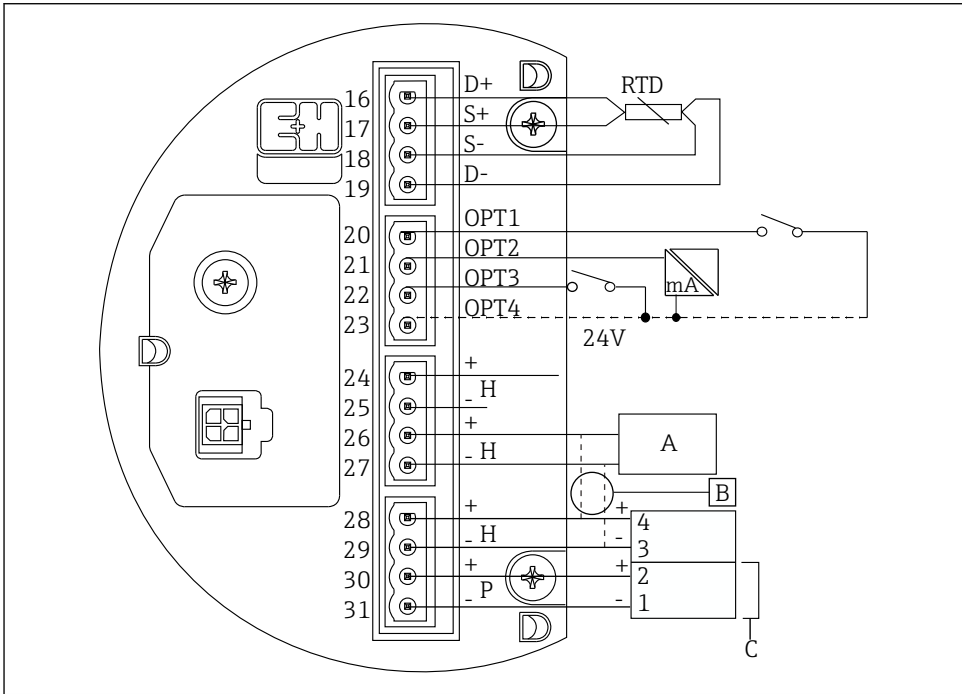 16 D+ RTD
17 S+
18 S-
19 D-
20 OPT1
21 OPT2
22 OPT3 mA
23 OPT4
24V
24 +
H
25 -
26 + A
27 - H
B
28 + + 4
29 - H - 3
30 + + 2
P
31 - - 1
C
EH